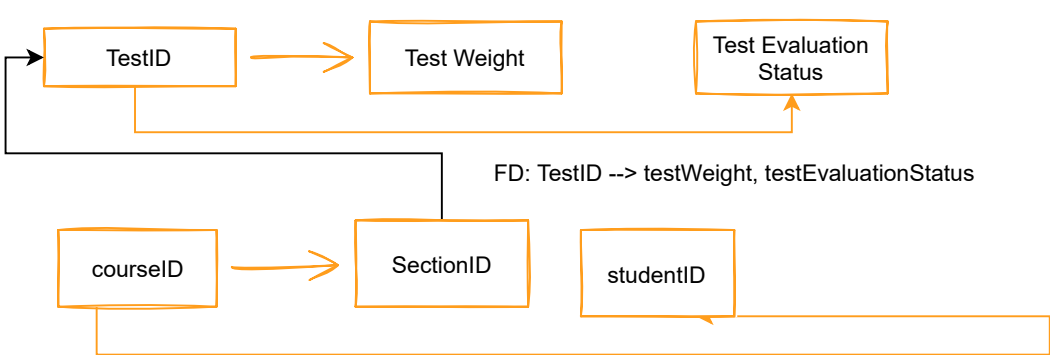 TestID
Test Weight
Test Evaluation
Status
FD: TestID --> testWeight, testEvaluationStatus
courseID
SectionID
studentID